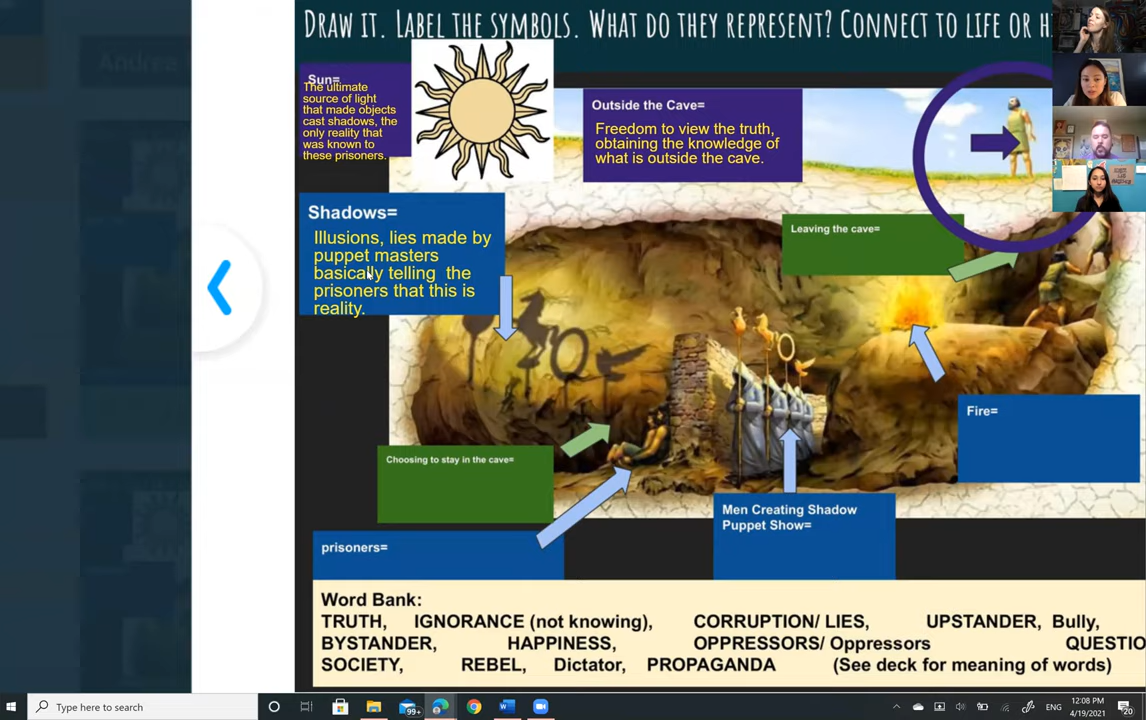 DRAW IT. LABEL THE SYMBOLS. WHAT DO THEY REPRESENT? CONNECT TO LIFE OR
Sun=
The ultimate
source of light
that made objects
cast shadows, the
only reality that
was known to
these prisoners.
Outside the Cave=
Freedom to view the truth,
obtaining the knowledge of
what is outside the cave.
Shadows=
Illusions, lies made by
puppet masters
basically telling the
prisoners that this is
reality.
Leaving the cave=
Fire=
Choosing to stay in the cave=
Men Creating Shadow
Puppet Show=
prisoners=
Word Bank:
TRUTH, IGNORANCE (not knowing), CORRUPTION/ LIES, UPSTANDER, Bully,
BYSTANDER, HAPPINESS, OPPRESSORS/ Oppressors QUESTIO
SOCIETY, REBEL, Dictator, PROPAGANDA (See deck for meaning of words)
Andrea
Type here to search
99+
ENG
12:08 PM
4/19/2021
20